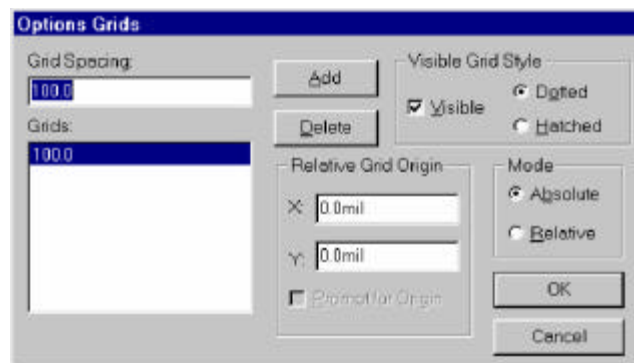 Options Grids
Grid Spacing:
100.0
Grids:
100.0
Add
Delete
Visible Grid Style
Visible
Dotted
Hatched
Relative Grid Origin
X: 0.0mil
Y: 0.0mil
Prompt for Origin
Mode
Absolute
Relative
OK
Cancel